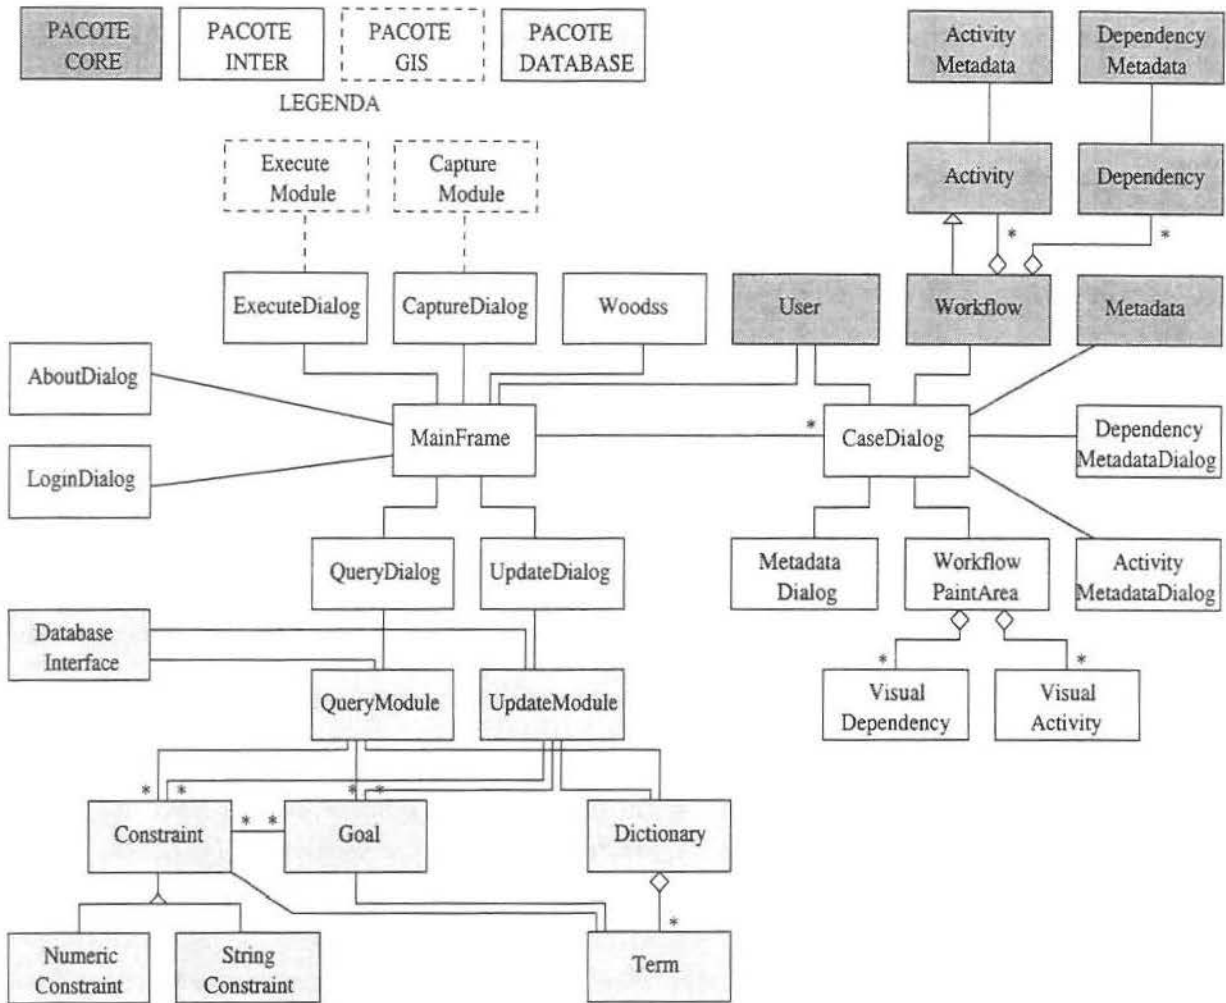 PACOTE
CORE
PACOTE
INTER
PACOTE
GIS
PACOTE
DATABASE
LEGENDA
Activity
Metadata
Dependency
Metadata
Execute
Module
Capture
Module
Activity
Dependency
*
*
ExecuteDialog
CaptureDialog
Woodss
User
Workflow
Metadata
AboutDialog
MainFrame
*
CaseDialog
Dependency
MetadataDialog
LoginDialog
QueryDialog
UpdateDialog
Metadata
Dialog
Workflow
PaintArea
Activity
MetadataDialog
Database
Interface
*
*
QueryModule
UpdateModule
Visual
Dependency
Visual
Activity
*
*
*
*
Constraint
*
*
Goal
Dictionary
*
Numeric
Constraint
String
Constraint
Term